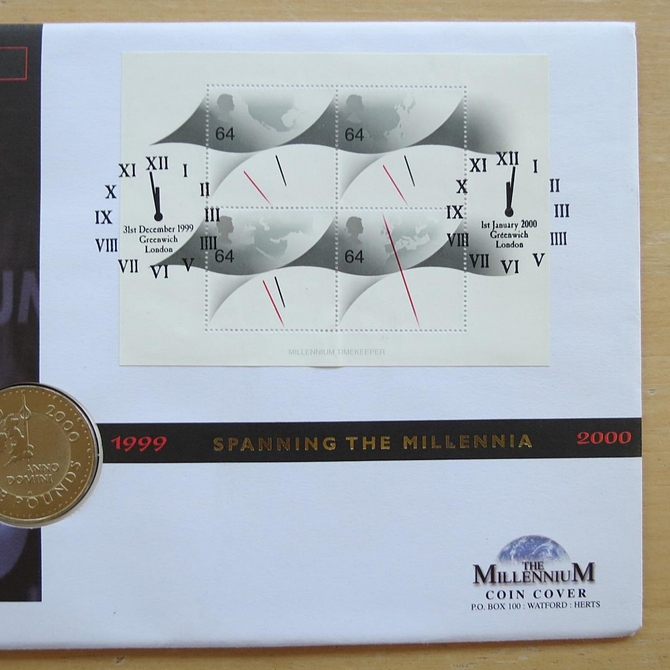 64 64
64 64
XII I II III IIII V VI VII VIII IX X XI
31st December 1999
Greenwich
London
XII I II III IIII V VI VII VIII IX X XI
1st January 2000
Greenwich
London
MILLENNIUM TIMEKEEPER
2000
ANNO
DOMINI
POUNDS
1999 SPANNING THE MILLENNIA 2000
THE
MILLENNIUM
COIN COVER
P.O. BOX 100 : WATFORD : HERTS